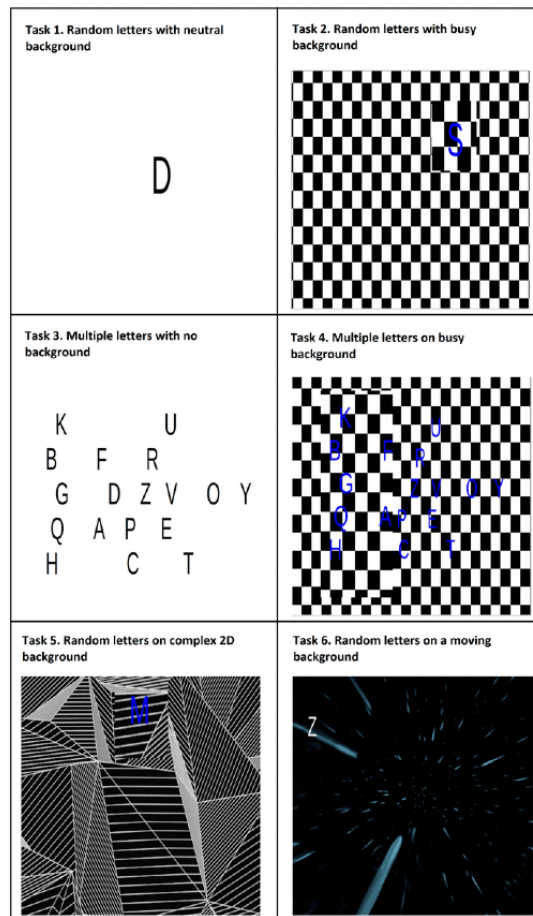 Task 1. Random letters with neutral
background
D
Task 2. Random letters with busy
background
S
Task 3. Multiple letters with no
background
K U
B F R
G D Z V O Y
Q A P E
H C T
Task 4. Multiple letters on busy
background
K U
B F R
G Z V O Y
Q A P E
H C T
Task 5. Random letters on complex 2D
background
M
Task 6. Random letters on a moving
background
Z